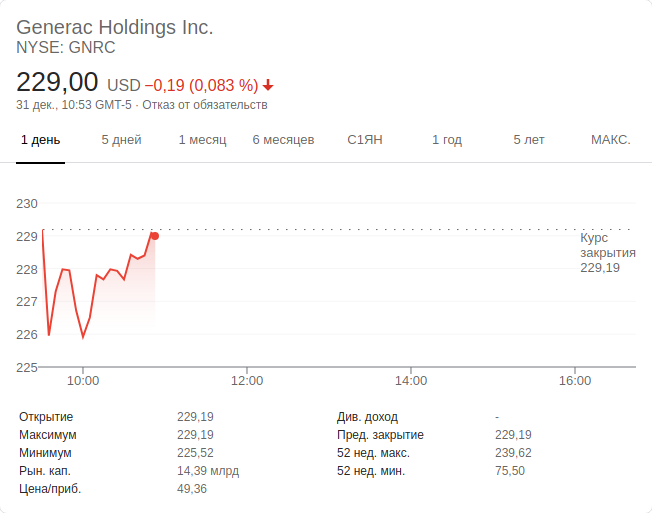 Generac Holdings Inc.
NYSE: GNRC
229,00 USD −0,19 (0,083 %)
31 дек., 10:53 GMT-5 · Отказ от обязательств
1 день 5 дней 1 месяц 6 месяцев С1ЯН 1 год 5 лет МАКС.
230
229
228
227
226
225
Курс
закрытия
229,19
10:00 12:00 14:00 16:00
Открытие 229,19 Див. доход -
Максимум 229,19 Пред. закрытие 229,19
Минимум 225,52 52 нед. макс. 239,62
Рын. кап. 14,39 млрд 52 нед. мин. 75,50
Цена/приб. 49,36